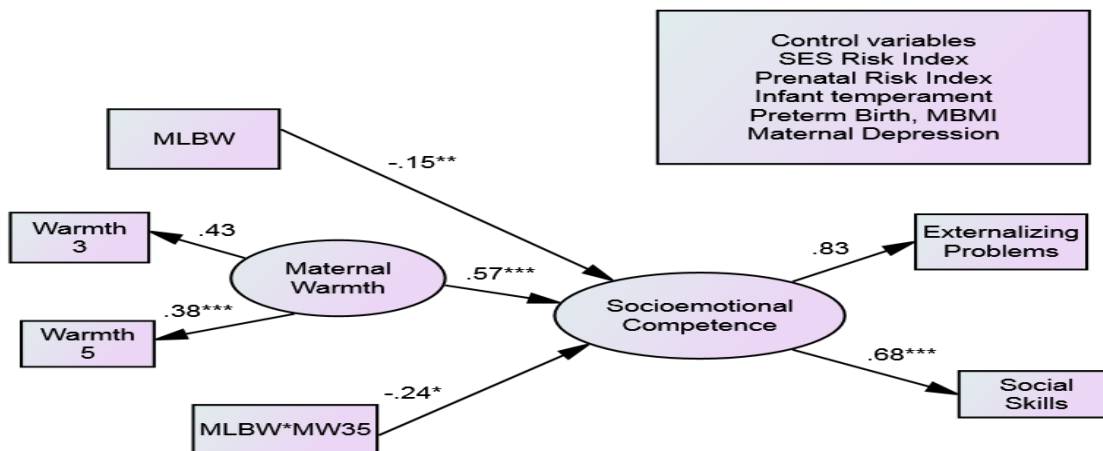 Control variables
SES Risk Index
Prenatal Risk Index
Infant temperament
Preterm Birth, MBMI
Maternal Depression
MLBW
-.15**
Warmth
3
.43
Maternal
Warmth
.57***
.38***
Warmth
5
Socioemotional
Competence
.83
Externalizing
Problems
.68***
Social
Skills
-.24*
MLBW*MW35